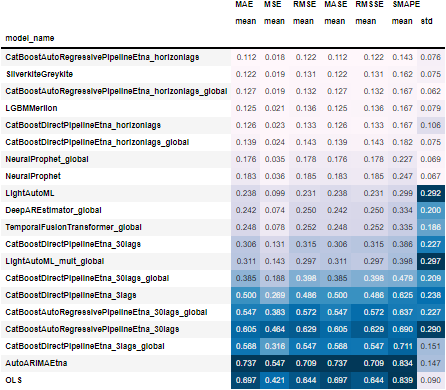 MAE MSE RMSE MASE RMSSE SMAPE
mean mean mean mean mean mean std
model_name
CatBoostAutoRegressivePipelineEtna_horizonlags 0.112 0.018 0.122 0.112 0.122 0.143 0.076
SilverkiteGreykite 0.122 0.019 0.131 0.122 0.131 0.162 0.075
CatBoostAutoRegressivePipelineEtna_horizonlags_global 0.127 0.019 0.132 0.127 0.132 0.167 0.062
LGBMMerlion 0.125 0.021 0.136 0.125 0.136 0.167 0.079
CatBoostDirectPipelineEtna_horizonlags 0.126 0.023 0.133 0.126 0.133 0.167 0.106
CatBoostDirectPipelineEtna_horizonlags_global 0.139 0.024 0.143 0.139 0.143 0.182 0.075
NeuralProphet_global 0.176 0.035 0.178 0.176 0.178 0.227 0.069
NeuralProphet 0.183 0.036 0.185 0.183 0.185 0.247 0.067
LightAutoML 0.238 0.099 0.231 0.238 0.231 0.299 0.292
DeepAREstimator_global 0.242 0.074 0.250 0.242 0.250 0.334 0.200
TemporalFusionTransformer_global 0.248 0.078 0.252 0.248 0.252 0.335 0.186
CatBoostDirectPipelineEtna_30lags 0.306 0.131 0.315 0.306 0.315 0.386 0.227
LightAutoML_mult_global 0.311 0.143 0.297 0.311 0.297 0.398 0.297
CatBoostDirectPipelineEtna_30lags_global 0.385 0.188 0.398 0.385 0.398 0.479 0.209
CatBoostDirectPipelineEtna_3lags 0.500 0.269 0.486 0.500 0.486 0.625 0.238
CatBoostAutoRegressivePipelineEtna_30lags_global 0.547 0.383 0.572 0.547 0.572 0.637 0.227
CatBoostAutoRegressivePipelineEtna_30lags 0.605 0.464 0.629 0.605 0.629 0.690 0.290
CatBoostDirectPipelineEtna_3lags_global 0.568 0.316 0.547 0.568 0.547 0.711 0.151
AutoARIMAEtna 0.737 0.547 0.709 0.737 0.709 0.834 0.147
OLS 0.697 0.421 0.644 0.697 0.644 0.839 0.090